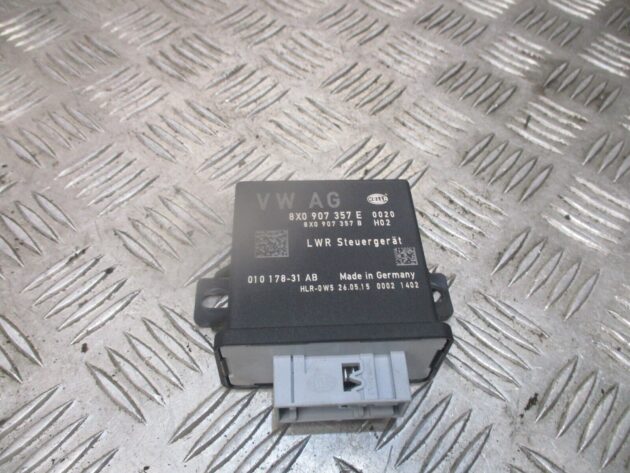 VW AG HELLA
8X0 907 357 E 0020
8X0 907 357 B H02
LWR Steuergerät
010 178-31 AB Made in Germany
HLR-0W5 26.05.15 0002 1402